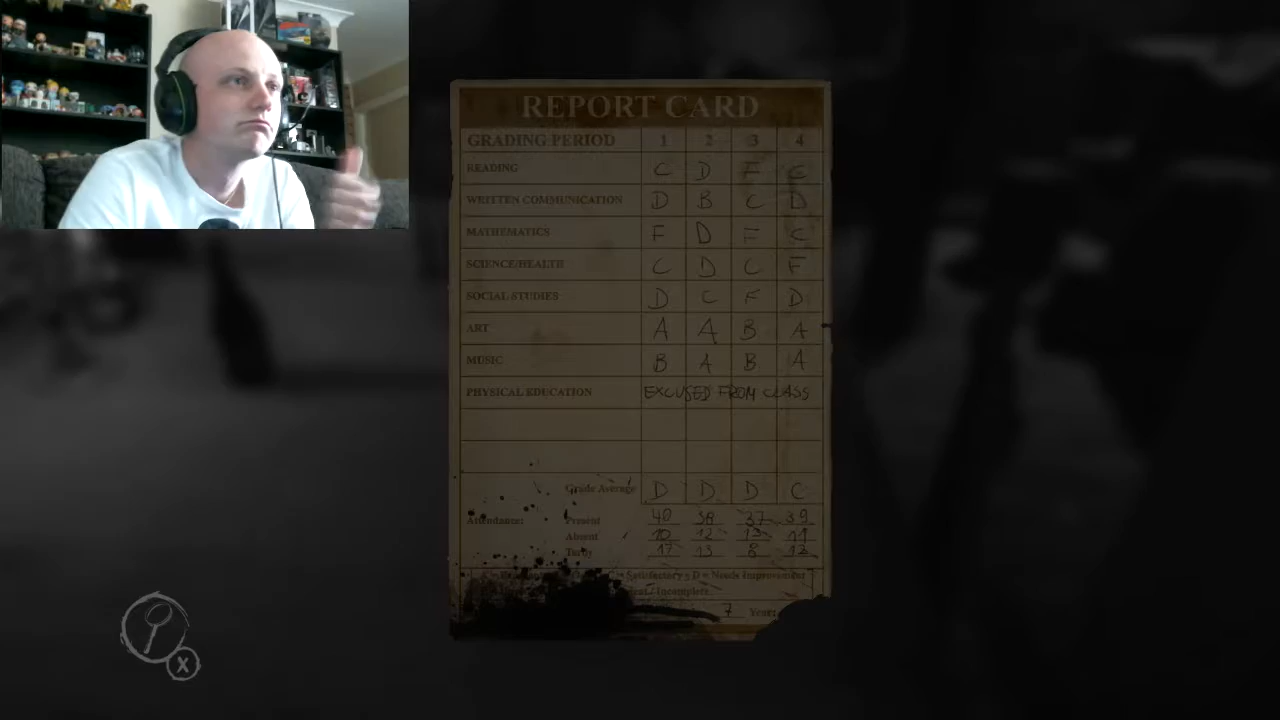 REPORT CARD
GRADING PERIOD 1 2 3 4
READING C D F C
WRITTEN COMMUNICATION D B C D
MATHEMATICS F D F C
SCIENCE/HEALTH C D C F
SOCIAL STUDIES D C F D
ART A A B A
MUSIC B A B A
PHYSICAL EDUCATION EXCUSED FROM CLASS
Grade Average D D D C
Attendance: Present 40 38 37 39
Absent 10 12 13 11
Tardy 17 13 8 12
Satisfactory D = Needs Improvement
/ Incomplete
7 Year:
X